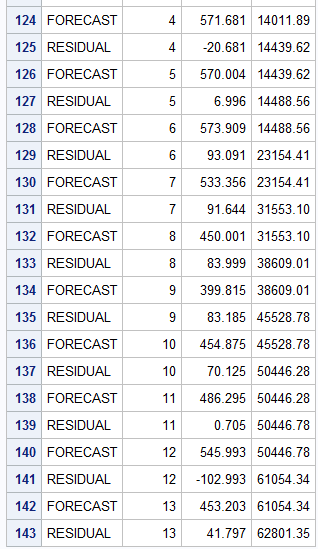 124 FORECAST 4 571.681 14011.89
125 RESIDUAL 4 -20.681 14439.62
126 FORECAST 5 570.004 14439.62
127 RESIDUAL 5 6.996 14488.56
128 FORECAST 6 573.909 14488.56
129 RESIDUAL 6 93.091 23154.41
130 FORECAST 7 533.356 23154.41
131 RESIDUAL 7 91.644 31553.10
132 FORECAST 8 450.001 31553.10
133 RESIDUAL 8 83.999 38609.01
134 FORECAST 9 399.815 38609.01
135 RESIDUAL 9 83.185 45528.78
136 FORECAST 10 454.875 45528.78
137 RESIDUAL 10 70.125 50446.28
138 FORECAST 11 486.295 50446.28
139 RESIDUAL 11 0.705 50446.78
140 FORECAST 12 545.993 50446.78
141 RESIDUAL 12 -102.993 61054.34
142 FORECAST 13 453.203 61054.34
143 RESIDUAL 13 41.797 62801.35